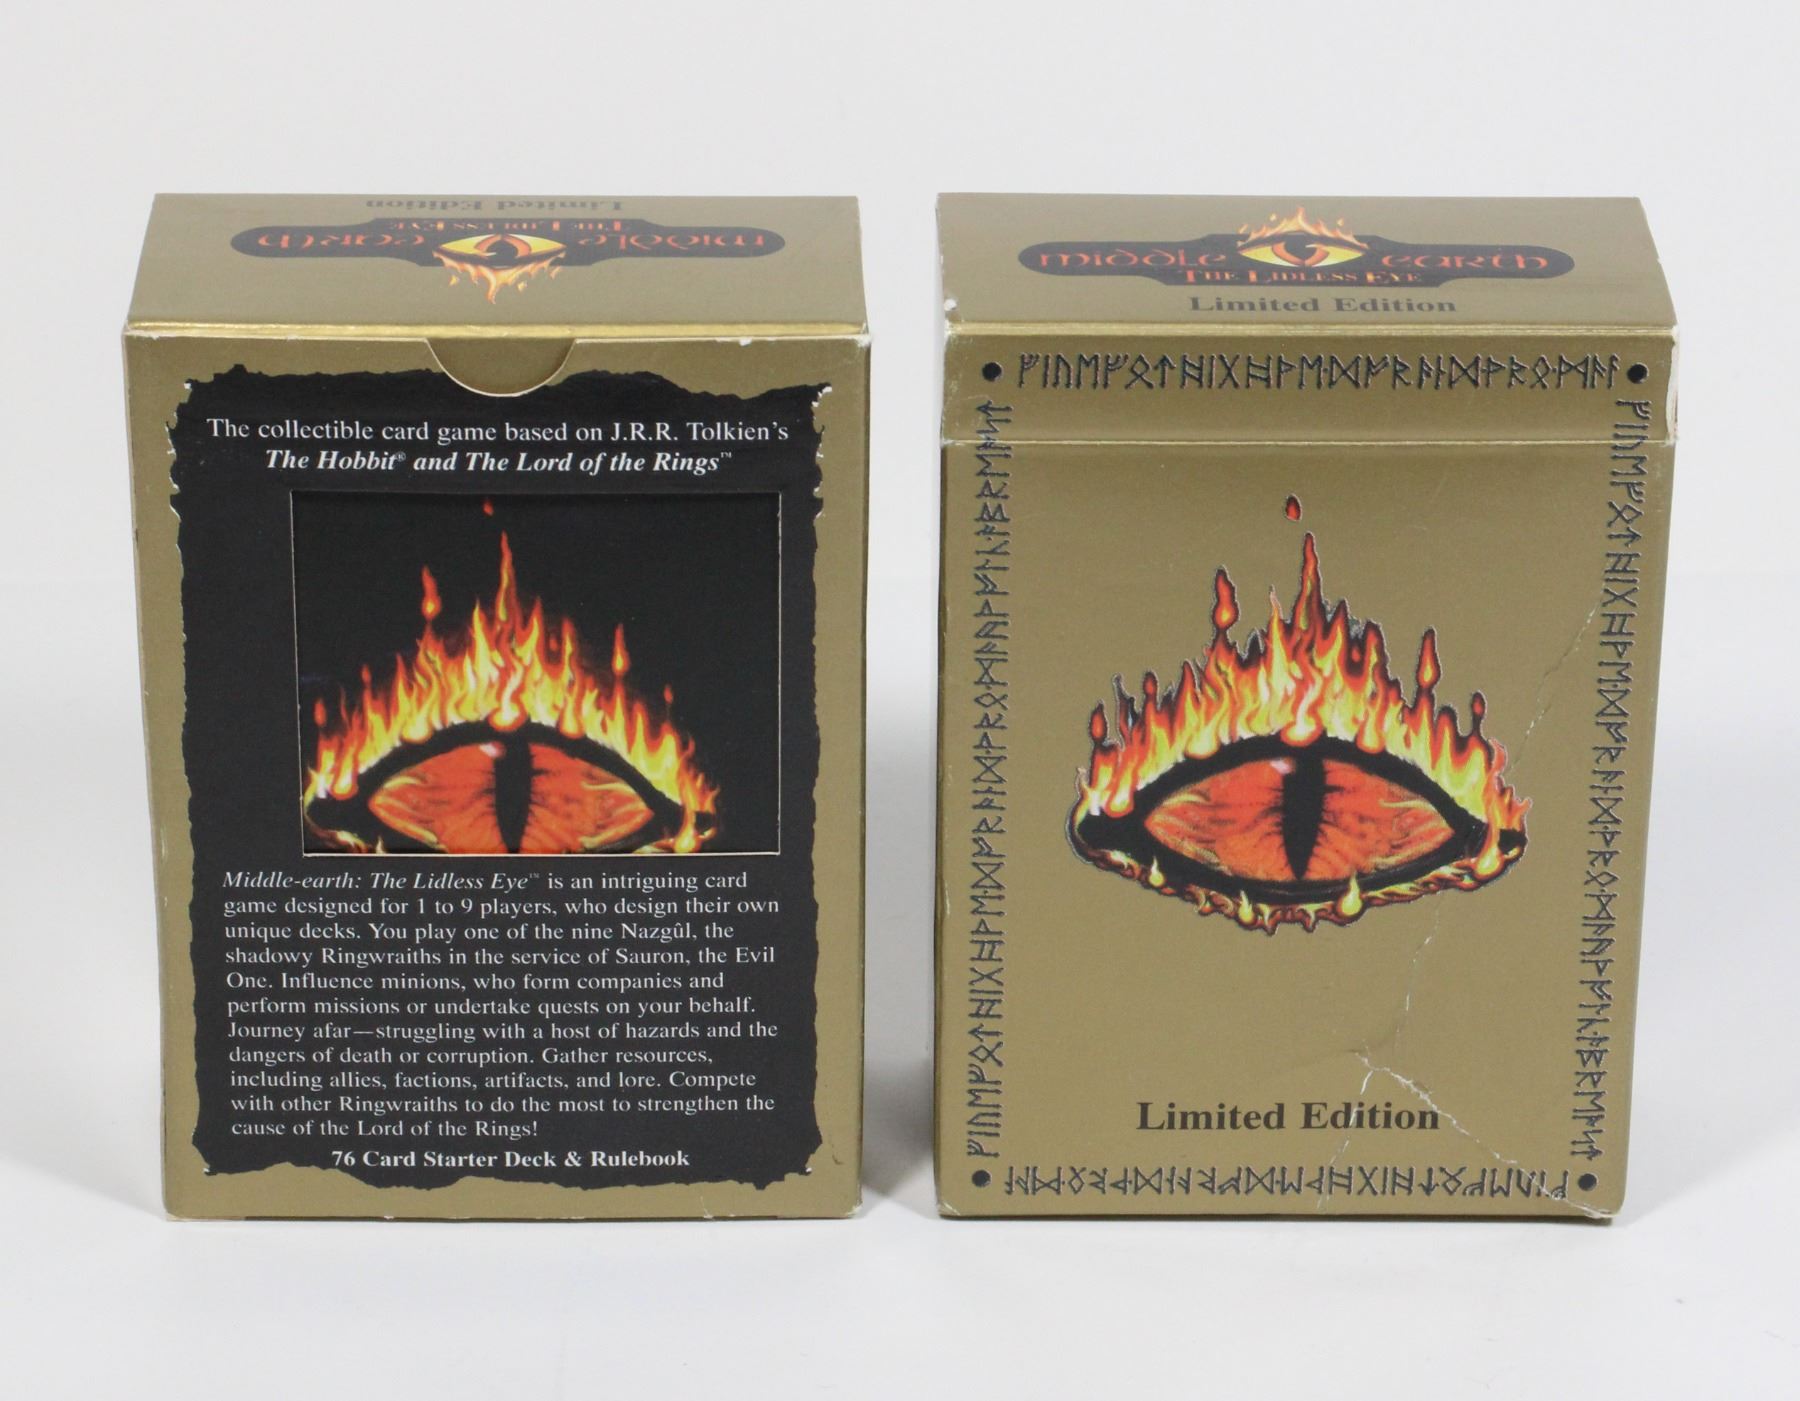 Limited Edition
The Lidless Eye
middle earth
The collectible card game based on J.R.R. Tolkien's
The Hobbit® and The Lord of the Rings™
Middle-earth: The Lidless Eye™ is an intriguing card
game designed for 1 to 9 players, who design their own
unique decks. You play one of the nine Nazgûl, the
shadowy Ringwraiths in the service of Sauron, the Evil
One. Influence minions, who form companies and
perform missions or undertake quests on your behalf.
Journey afar—struggling with a host of hazards and the
dangers of death or corruption. Gather resources,
including allies, factions, artifacts, and lore. Compete
with other Ringwraiths to do the most to strengthen the
cause of the Lord of the Rings!
76 Card Starter Deck & Rulebook
middle earth
The Lidless Eye
Limited Edition
Limited Edition